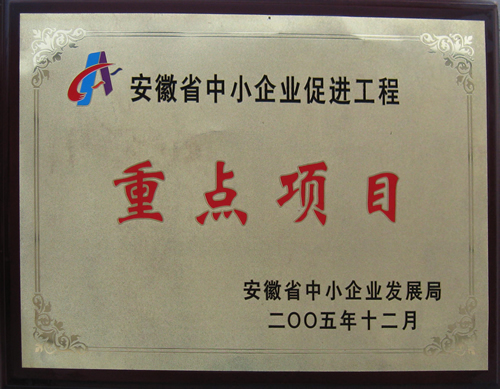 安徽省中小企业促进工程
重点项目
安徽省中小企业发展局
二〇〇五年十二月